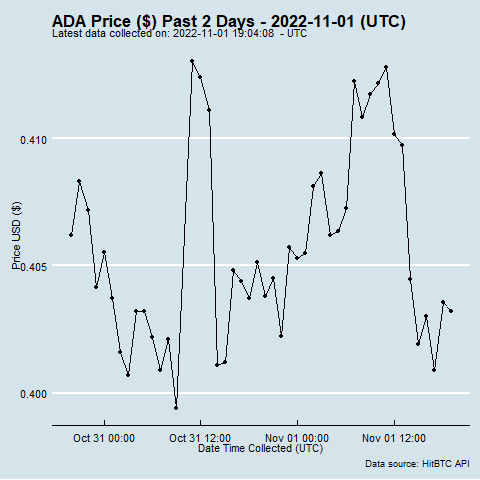 ADA Price ($) Past 2 Days - 2022-11-01 (UTC)
Latest data collected on: 2022-11-01 19:04:08 - UTC
0.410
0.405
0.400
Price USD ($)
Oct 31 00:00 Oct 31 12:00 Nov 01 00:00 Nov 01 12:00
Date Time Collected (UTC)
Data source: HitBTC API